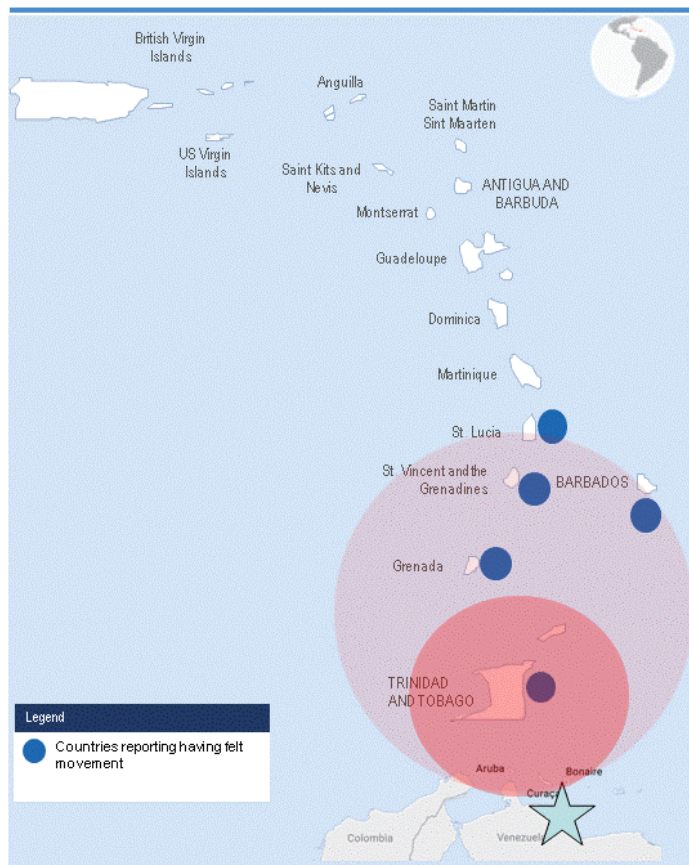 British Virgin
Islands
Anguilla
Saint Martin
Sint Maarten
US Virgin
Islands
Saint Kits and
Nevis
ANTIGUA AND
BARBUDA
Montserrat
Guadeloupe
Dominica
Martinique
St. Lucia
St. Vincent and the
Grenadines
BARBADOS
Grenada
TRINIDAD
AND TOBAGO
Legend
Countries reporting having felt
movement
Aruba
Bonaire
Curaça
Colombia
Venezuela